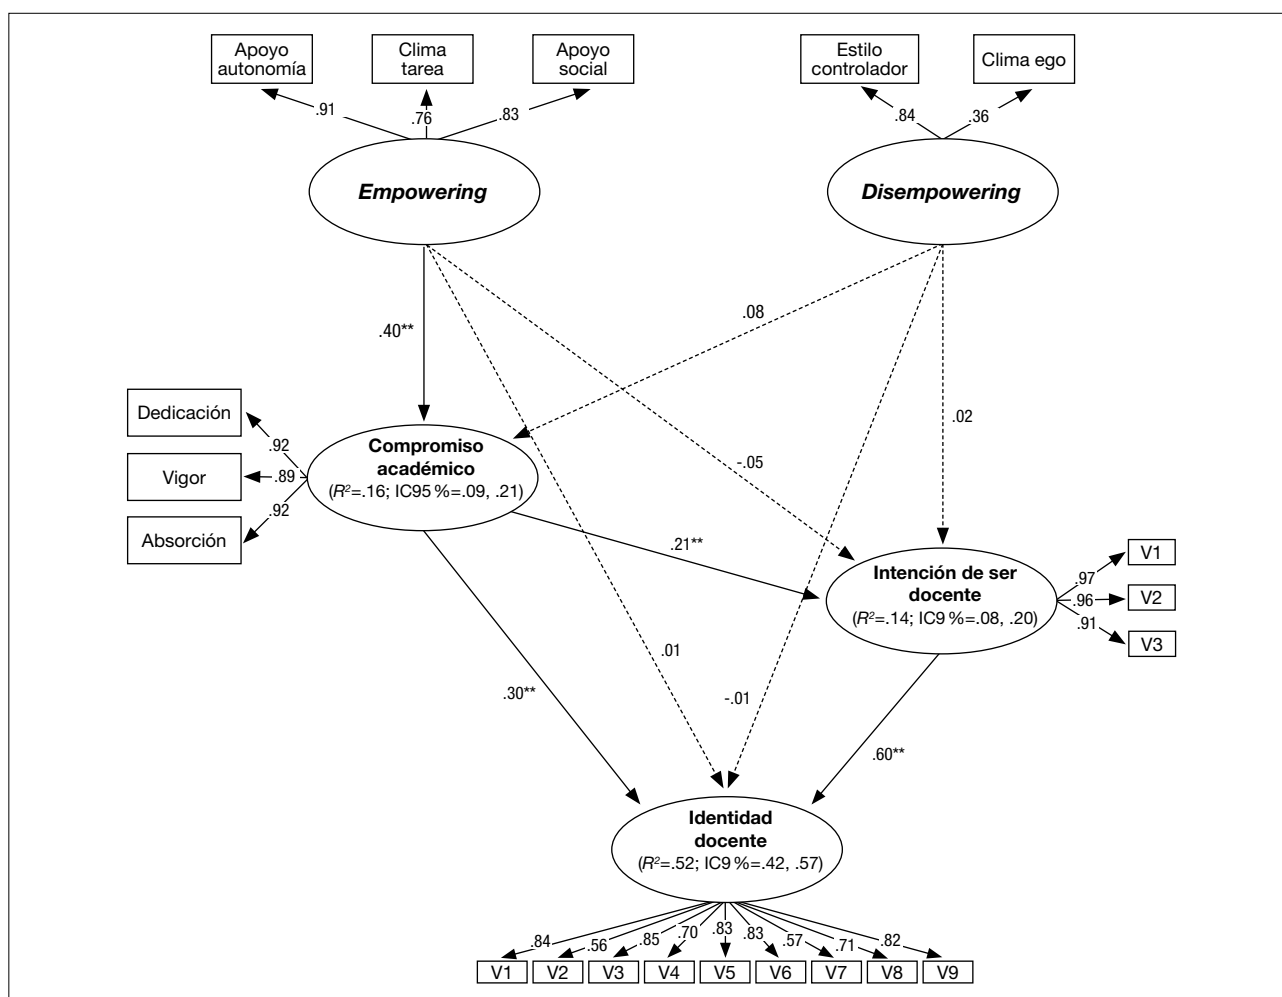 Apoyo
autonomía
Clima
tarea
Apoyo
social
Estilo
controlador
Clima ego
.91
.76
.83
.84
.36
Empowering
Disempowering
.40**
.08
.02
-.05
Dedicación
Vigor
Absorción
.92
.89
.92
Compromiso
académico
(R²=.16; IC95 %=.09, .21)
.21**
Intención de ser
docente
(R²=.14; IC9 %=.08, .20)
.97
.96
.91
V1
V2
V3
.01
-.01
.30**
.60**
Identidad
docente
(R²=.52; IC9 %=.42, .57)
.84
.56
.85
.70
.83
.83
.57
.71
.82
V1
V2
V3
V4
V5
V6
V7
V8
V9